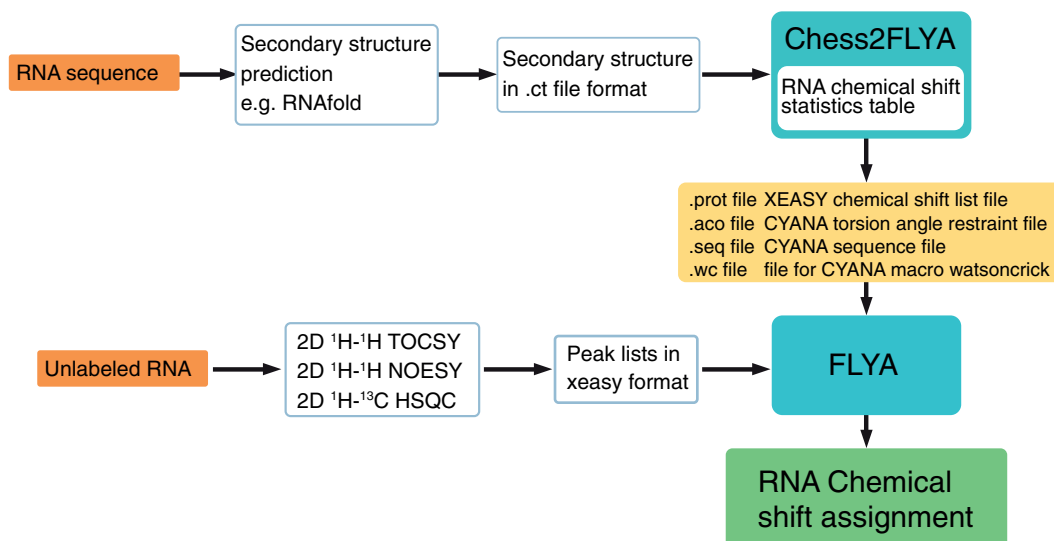 RNA sequence
Secondary structure
prediction
e.g. RNAfold
Secondary structure
in .ct file format
Chess2FLYA
RNA chemical shift
statistics table
.prot file XEASY chemical shift list file
.aco file CYANA torsion angle restraint file
.seq file CYANA sequence file
.wc file file for CYANA macro watsoncrick
Unlabeled RNA
2D ¹H-¹H TOCSY
2D ¹H-¹H NOESY
2D ¹H-¹³C HSQC
Peak lists in
xeasy format
FLYA
RNA Chemical
shift assignment